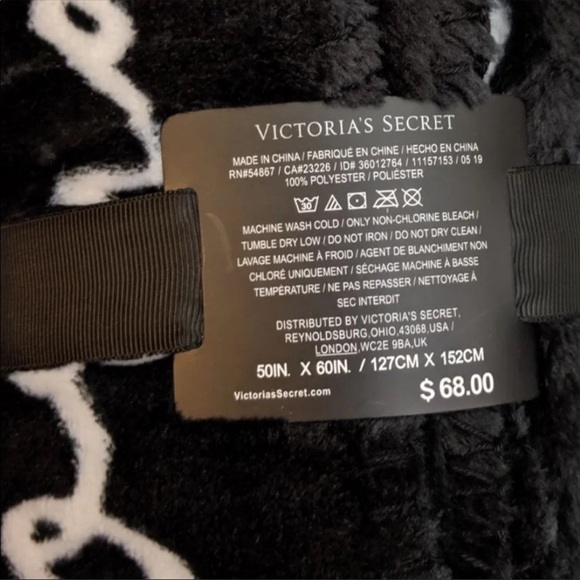 VICTORIA'S SECRET
MADE IN CHINA / FABRIQUÉ EN CHINE / HECHO EN CHINA
RN#54867 / CA#23226 / ID# 36012764 / 11157153 / 05 19
100% POLYESTER / POLIÉSTER
30
MACHINE WASH COLD / ONLY NON-CHLORINE BLEACH /
TUMBLE DRY LOW / DO NOT IRON / DO NOT DRY CLEAN /
LAVAGE MACHINE À FROID / AGENT DE BLANCHIMENT NON
CHLORÉ UNIQUEMENT / SÉCHAGE MACHINE À BASSE
TEMPÉRATURE / NE PAS REPASSER / NETTOYAGE À
SEC INTERDIT
DISTRIBUTED BY VICTORIA'S SECRET,
REYNOLDSBURG,OHIO,43068,USA /
LONDON,WC2E 9BA,UK
50IN. X 60IN. / 127CM X 152CM
VictoriasSecret.com
$68.00